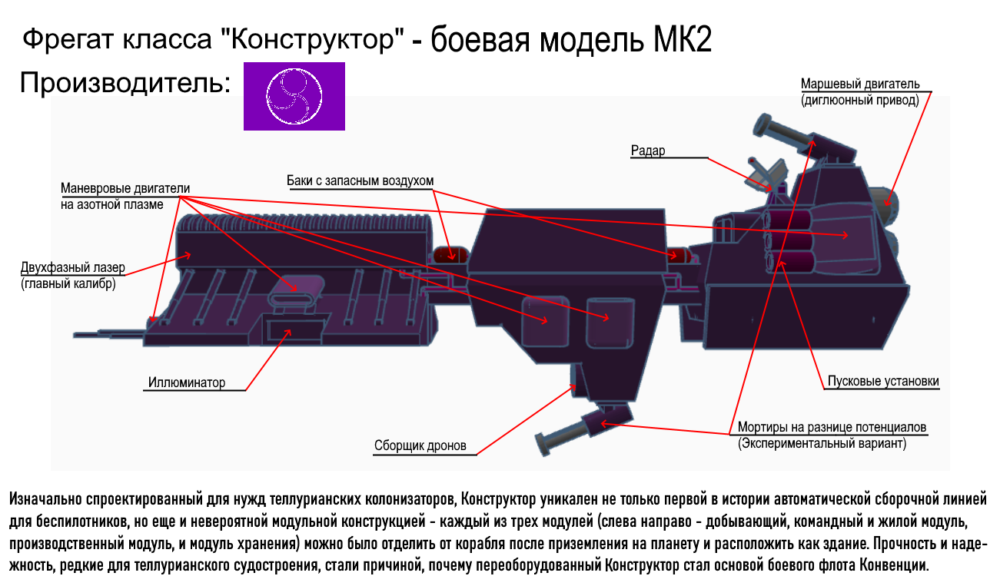 Фрегат класса "Конструктор" - боевая модель МК2
Производитель:
Маршевый двигатель
(диглюонный привод)
Радар
Баки с запасным воздухом
Маневровые двигатели
на азотной плазме
Двухфазный лазер
(главный калибр)
Иллюминатор
Пусковые установки
Мортиры на разнице потенциалов
(Экспериментальный вариант)
Сборщик дронов
Изначально спроектированный для нужд теллурианских колонизаторов, Конструктор уникален не только первой в истории автоматической сборочной линией
для беспилотников, но еще и невероятной модульной конструкцией - каждый из трех модулей (слева направо - добывающий, командный и жилой модуль,
производственный модуль, и модуль хранения) можно было отделить от корабля после приземления на планету и расположить как здание. Прочность и наде-
жность, редкие для теллурианского судостроения, стали причиной, почему переоборудованный Конструктор стал основой боевого флота Конвенции.